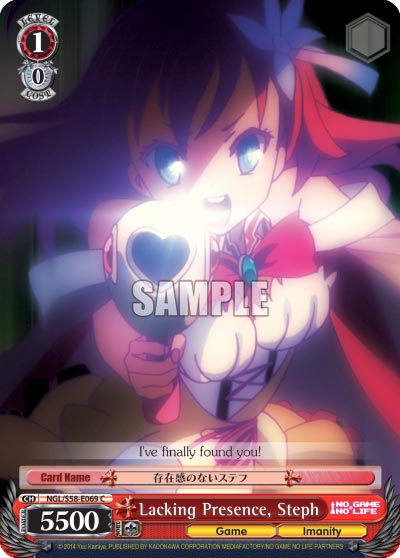 LEVEL
1
0
COST
SAMPLE
I've finally found you!
Card Name 存在感のないステフ
CH NGL/S58-E069 C
5500
Lacking Presence, Steph
NO GAME NO LIFE
Game Imanity
© 2014 Yuu Kamiya, PUBLISHED BY KADOKAWA CORPORATION MEDIAFACTORY/NO GAME NO LIFE PARTNERS